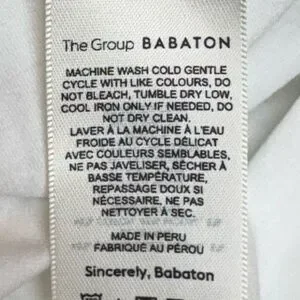 The Group BABATON
MACHINE WASH COLD GENTLE
CYCLE WITH LIKE COLOURS, DO
NOT BLEACH, TUMBLE DRY LOW,
COOL IRON ONLY IF NEEDED, DO
NOT DRY CLEAN.
LAVER À LA MACHINE À L'EAU
FROIDE AU CYCLE DÉLICAT
AVEC COULEURS SEMBLABLES,
NE PAS JAVELISER, SÉCHER À
BASSE TEMPÉRATURE,
REPASSAGE DOUX SI
NÉCESSAIRE, NE PAS
NETTOYER À SEC.
MADE IN PERU
FABRIQUÉ AU PÉROU
Sincerely, Babaton